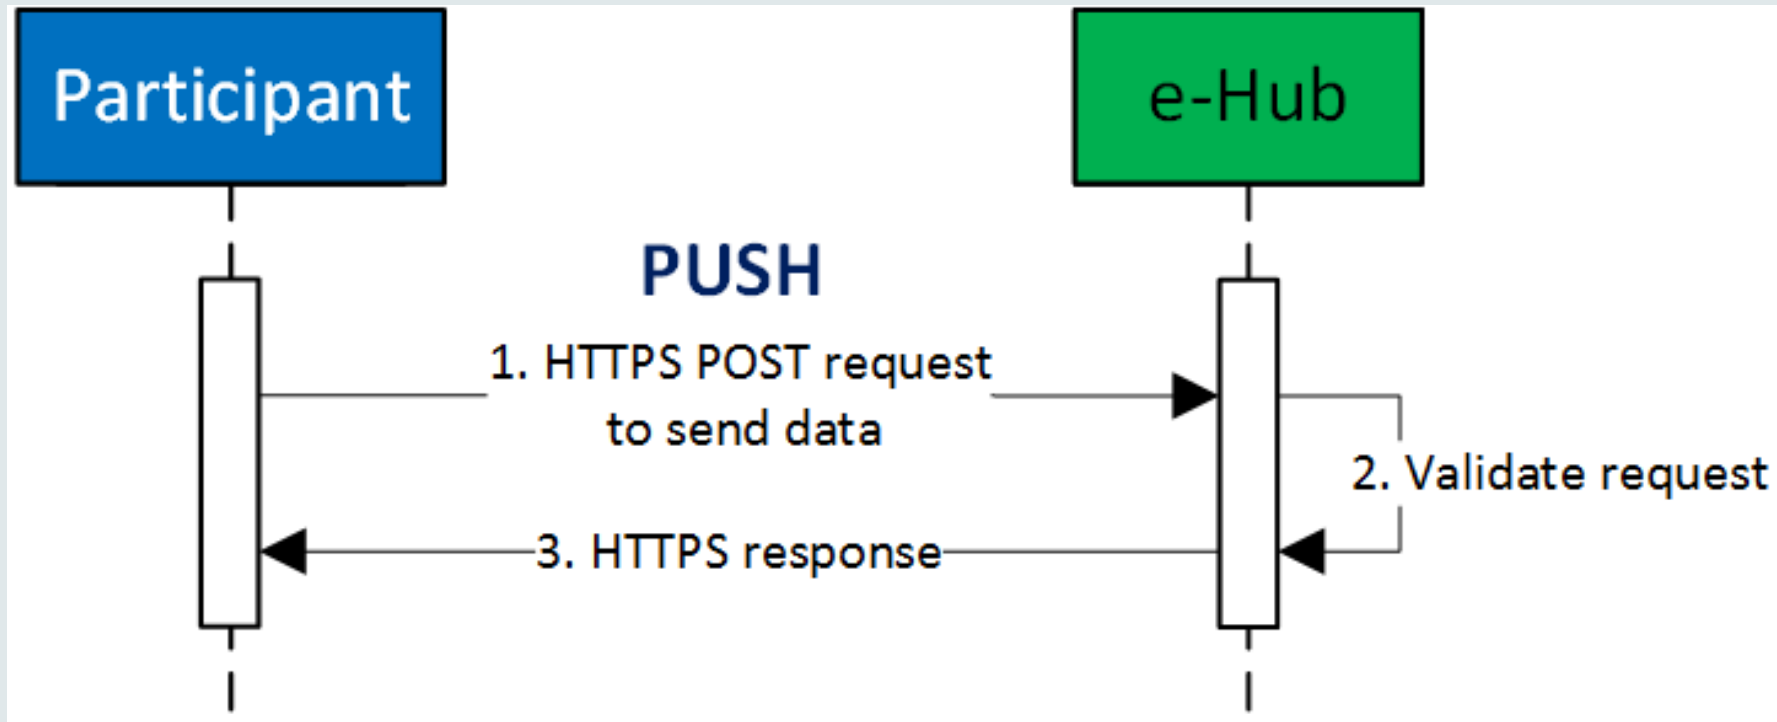 Participant
e-Hub
PUSH
1. HTTPS POST request
to send data
2. Validate request
3. HTTPS response